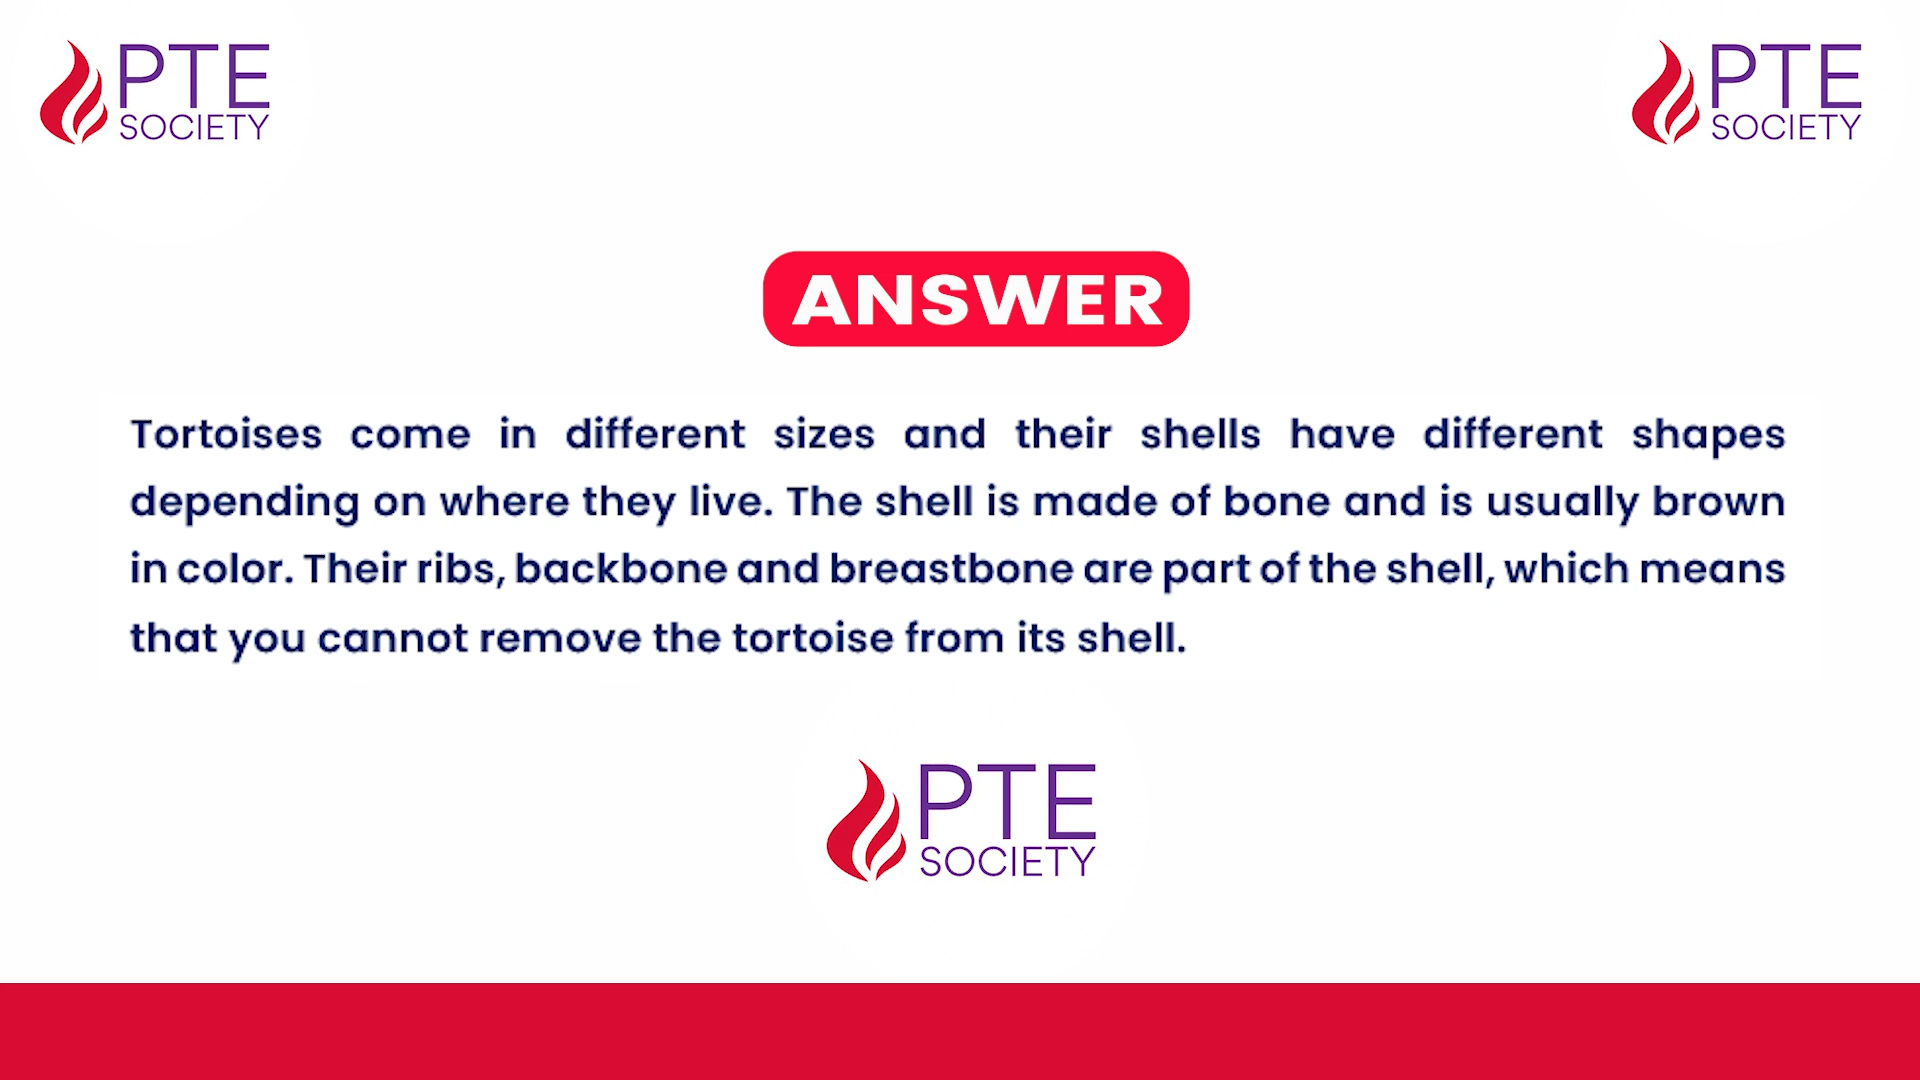 PTE
SOCIETY
PTE
SOCIETY
ANSWER
Tortoises come in different sizes and their shells have different shapes
depending on where they live. The shell is made of bone and is usually brown
in color. Their ribs, backbone and breastbone are part of the shell, which means
that you cannot remove the tortoise from its shell.
PTE
SOCIETY